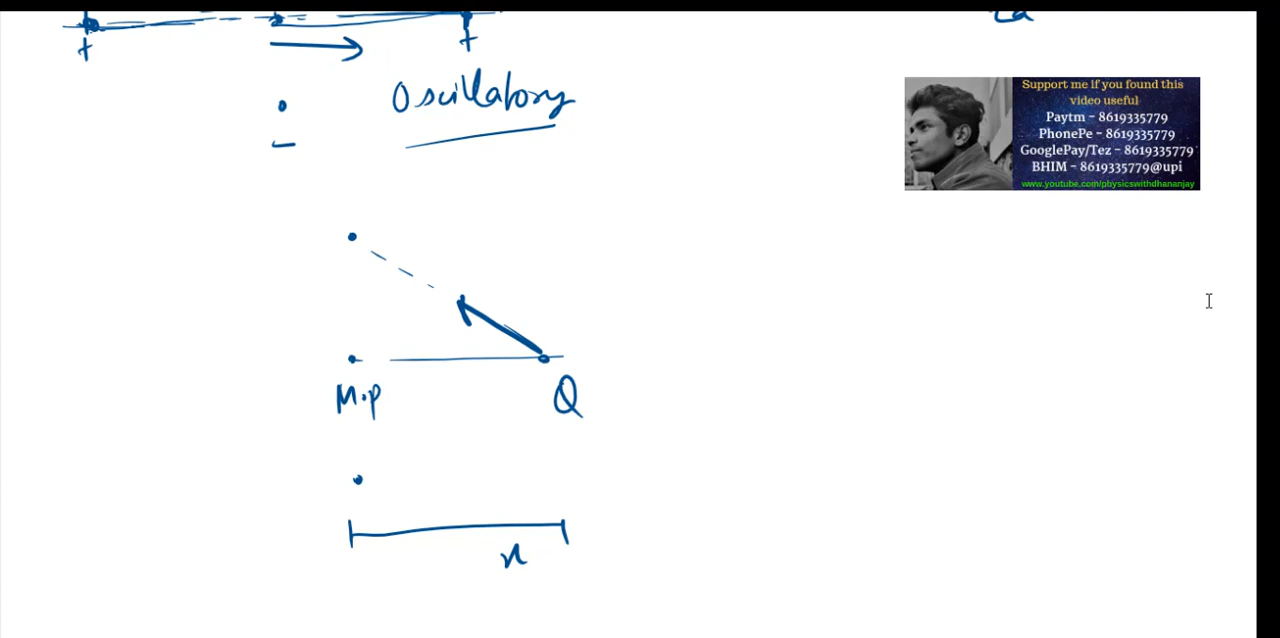 +
+
Oscillatory
-
Support me if you found this
video useful
Paytm - 8619335779
PhonePe - 8619335779
GooglePay/Tez - 8619335779
BHIM - 8619335779@upi
www.youtube.com/physicswithdhananjay
M.p
Q
x